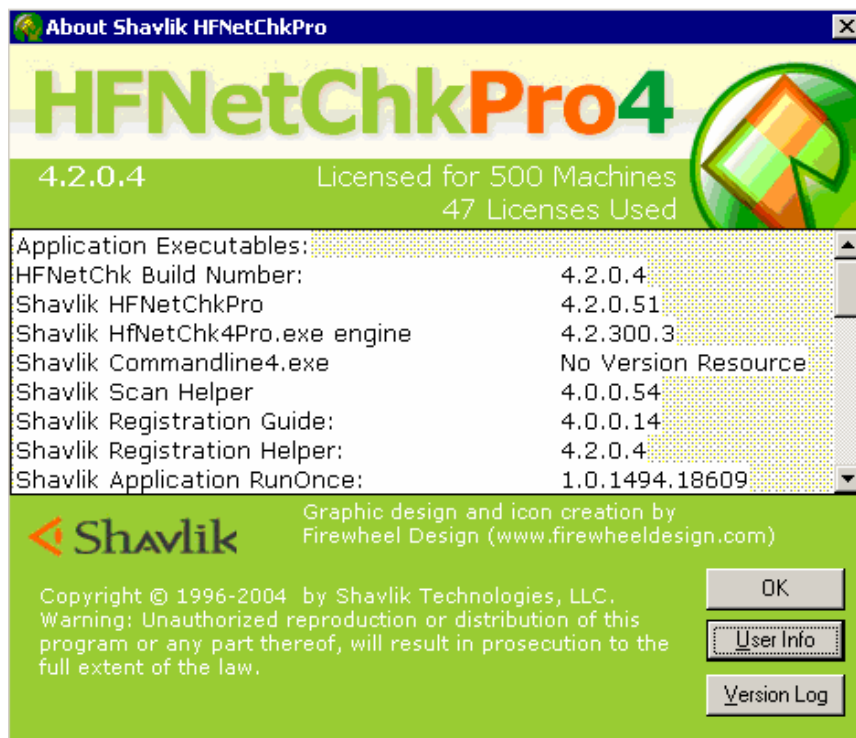 About Shavlik HFNetChkPro
HFNetChkPro4
4.2.0.4
Licensed for 500 Machines
47 Licenses Used
Application Executables:
HFNetChk Build Number: 4.2.0.4
Shavlik HFNetChkPro 4.2.0.51
Shavlik HfNetChk4Pro.exe engine 4.2.300.3
Shavlik Commandline4.exe No Version Resource
Shavlik Scan Helper 4.0.0.54
Shavlik Registration Guide: 4.0.0.14
Shavlik Registration Helper: 4.2.0.4
Shavlik Application RunOnce: 1.0.1494.18609
Shavlik
Graphic design and icon creation by
Firewheel Design (www.firewheeldesign.com)
Copyright © 1996-2004 by Shavlik Technologies, LLC.
Warning: Unauthorized reproduction or distribution of this
program or any part thereof, will result in prosecution to the
full extent of the law.
OK
User Info
Version Log